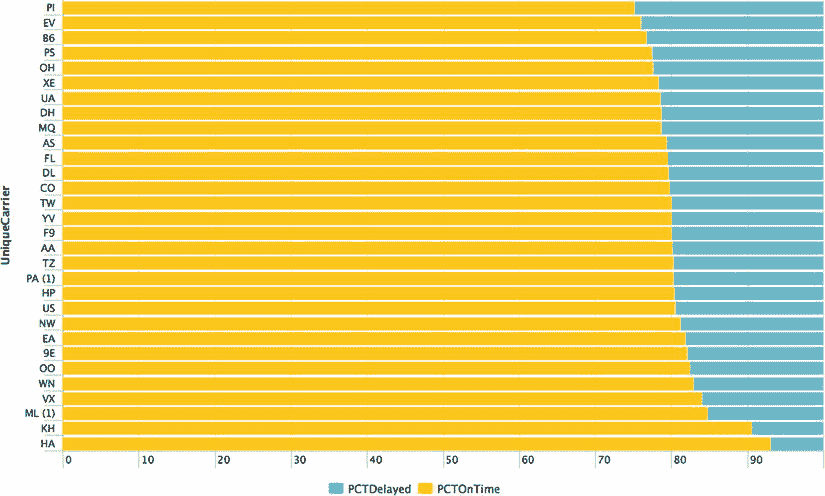 PI
EV
B6
PS
OH
XE
UA
DH
MQ
AS
FL
DL
CO
TW
YV
F9
AA
TZ
PA (1)
HP
US
NW
EA
9E
OO
WN
VX
ML (1)
KH
HA
UniqueCarrier
0 10 20 30 40 50 60 70 80 90
PCTDelayed PCTOnTime